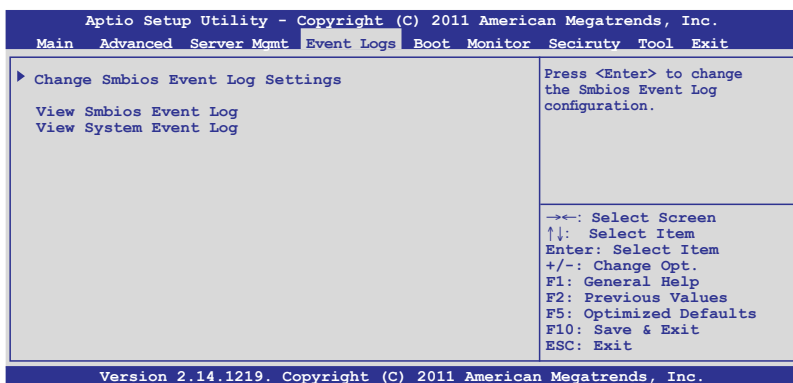 Aptio Setup Utility - Copyright (C) 2011 American Megatrends, Inc.
Main Advanced Server Mgmt Event Logs Boot Monitor Seciruty Tool Exit
Change Smbios Event Log Settings
View Smbios Event Log
View System Event Log
Press <Enter> to change
the Smbios Event Log
configuration.
→←: Select Screen
↑↓: Select Item
Enter: Select Item
+/-: Change Opt.
F1: General Help
F2: Previous Values
F5: Optimized Defaults
F10: Save & Exit
ESC: Exit
Version 2.14.1219. Copyright (C) 2011 American Megatrends, Inc.